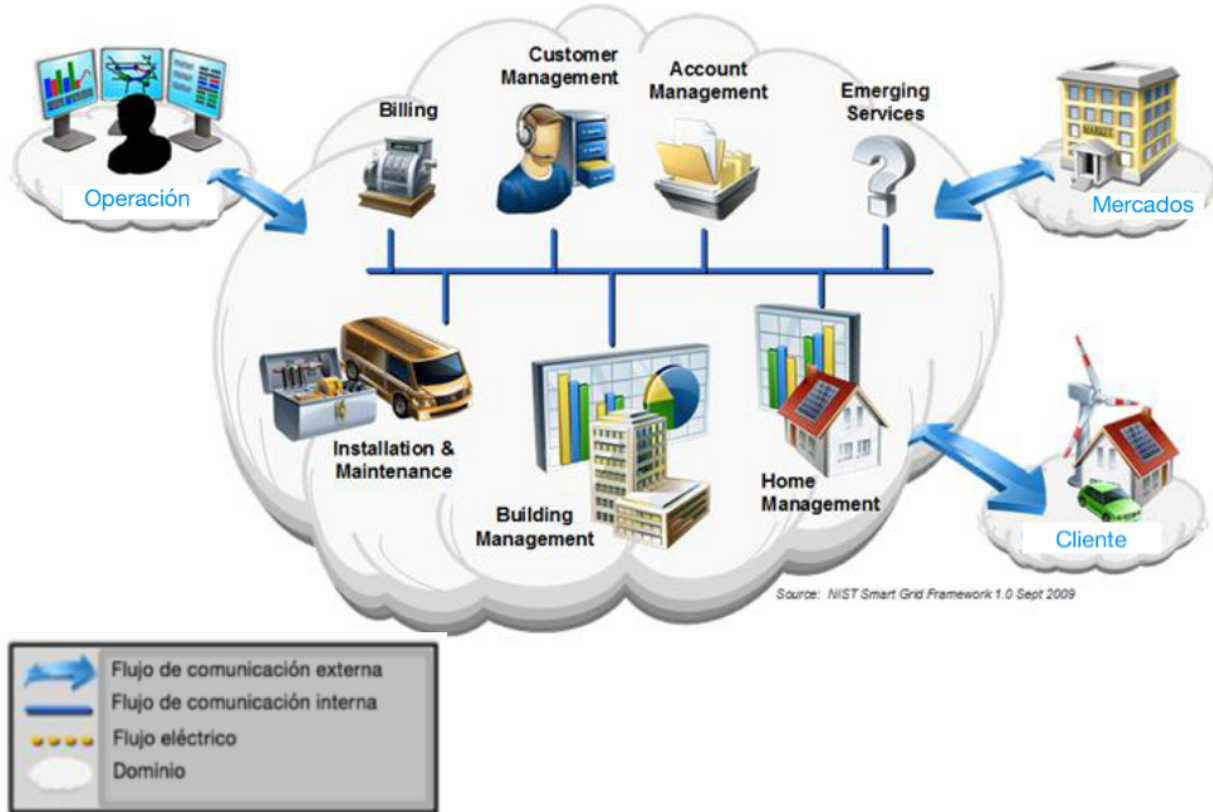 Customer
Management
Account
Management
Emerging
Services
Billing
Operación
MARKET
Mercados
Installation &
Maintenance
Building
Management
Home
Management
Cliente
Source: NIST Smart Grid Framework 1.0 Sept 2009
Flujo de comunicación externa
Flujo de comunicación interna
Flujo eléctrico
Dominio